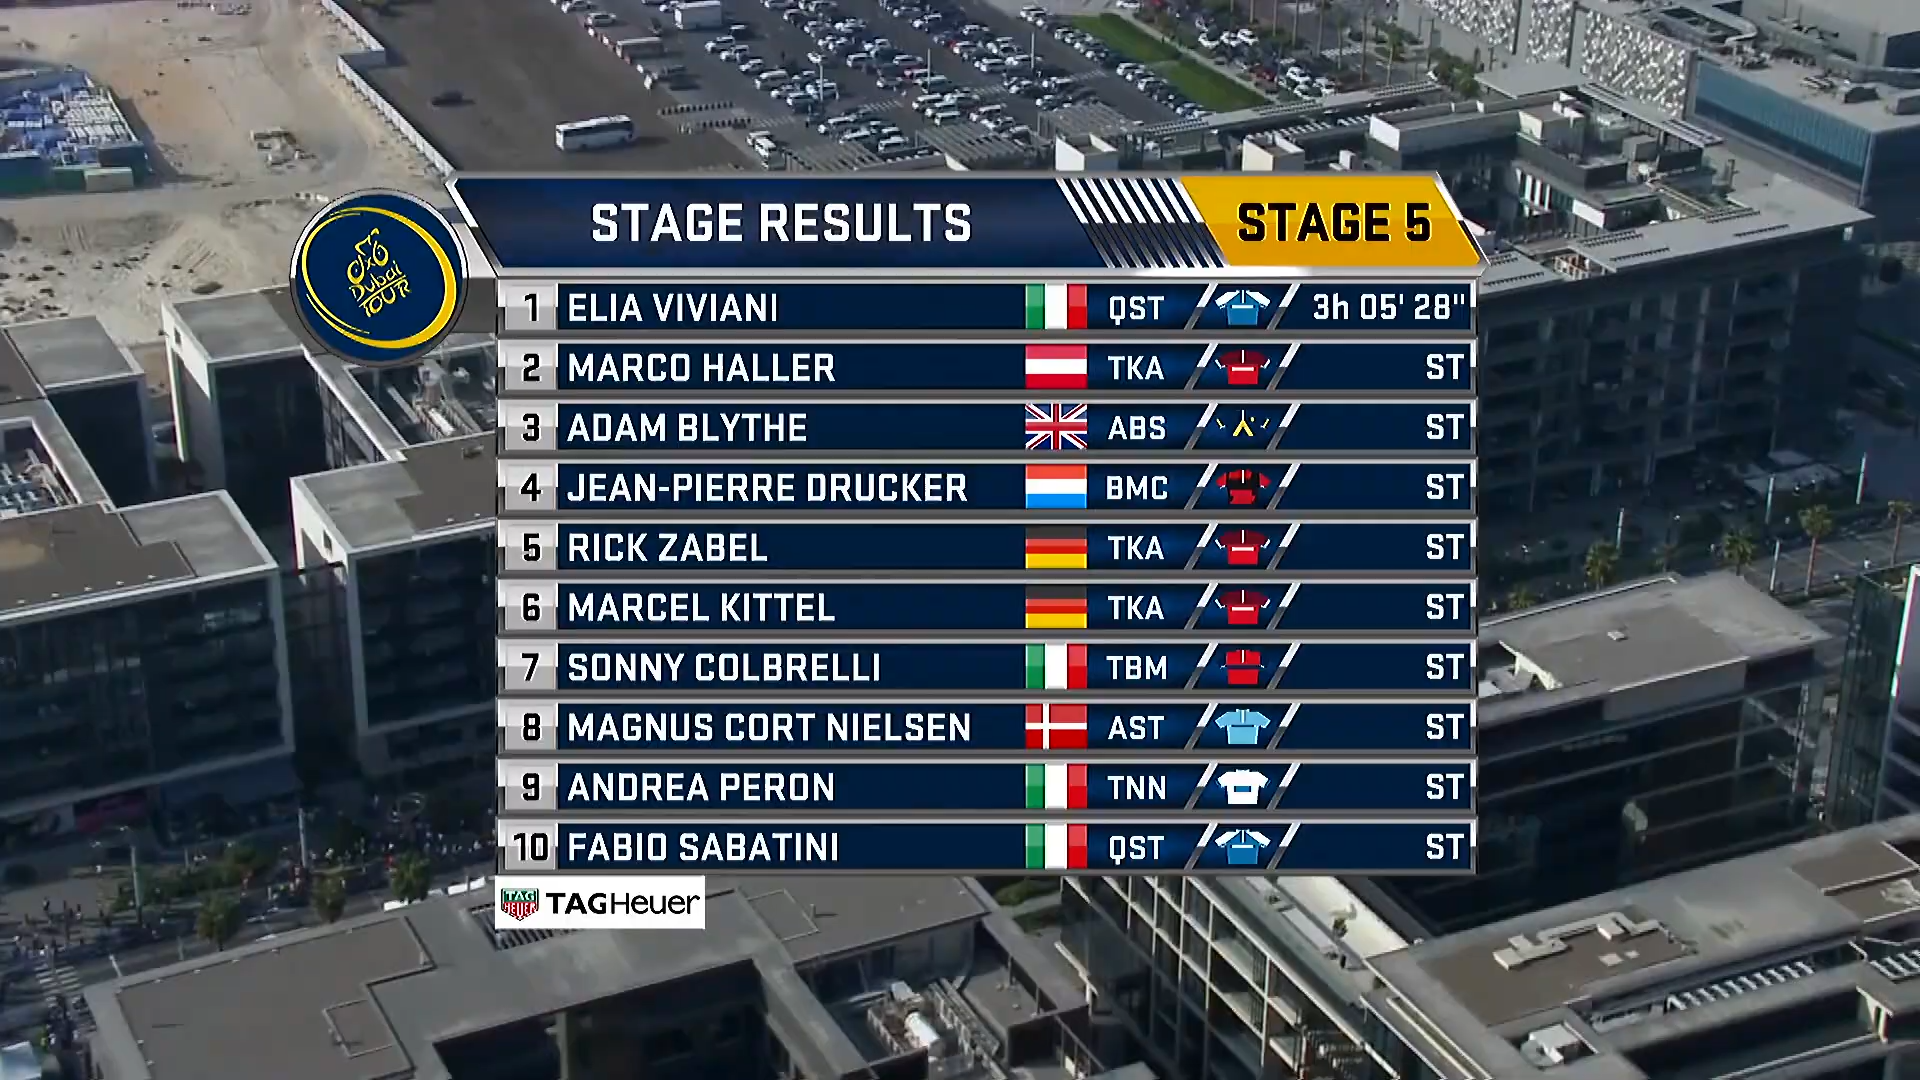 STAGE RESULTS STAGE 5
Dubai
TOUR
1 ELIA VIVIANI QST 3h 05' 28"
2 MARCO HALLER TKA ST
3 ADAM BLYTHE ABS ST
4 JEAN-PIERRE DRUCKER BMC ST
5 RICK ZABEL TKA ST
6 MARCEL KITTEL TKA ST
7 SONNY COLBRELLI TBM ST
8 MAGNUS CORT NIELSEN AST ST
9 ANDREA PERON TNN ST
10 FABIO SABATINI QST ST
TAG HEUER TAGHeuer